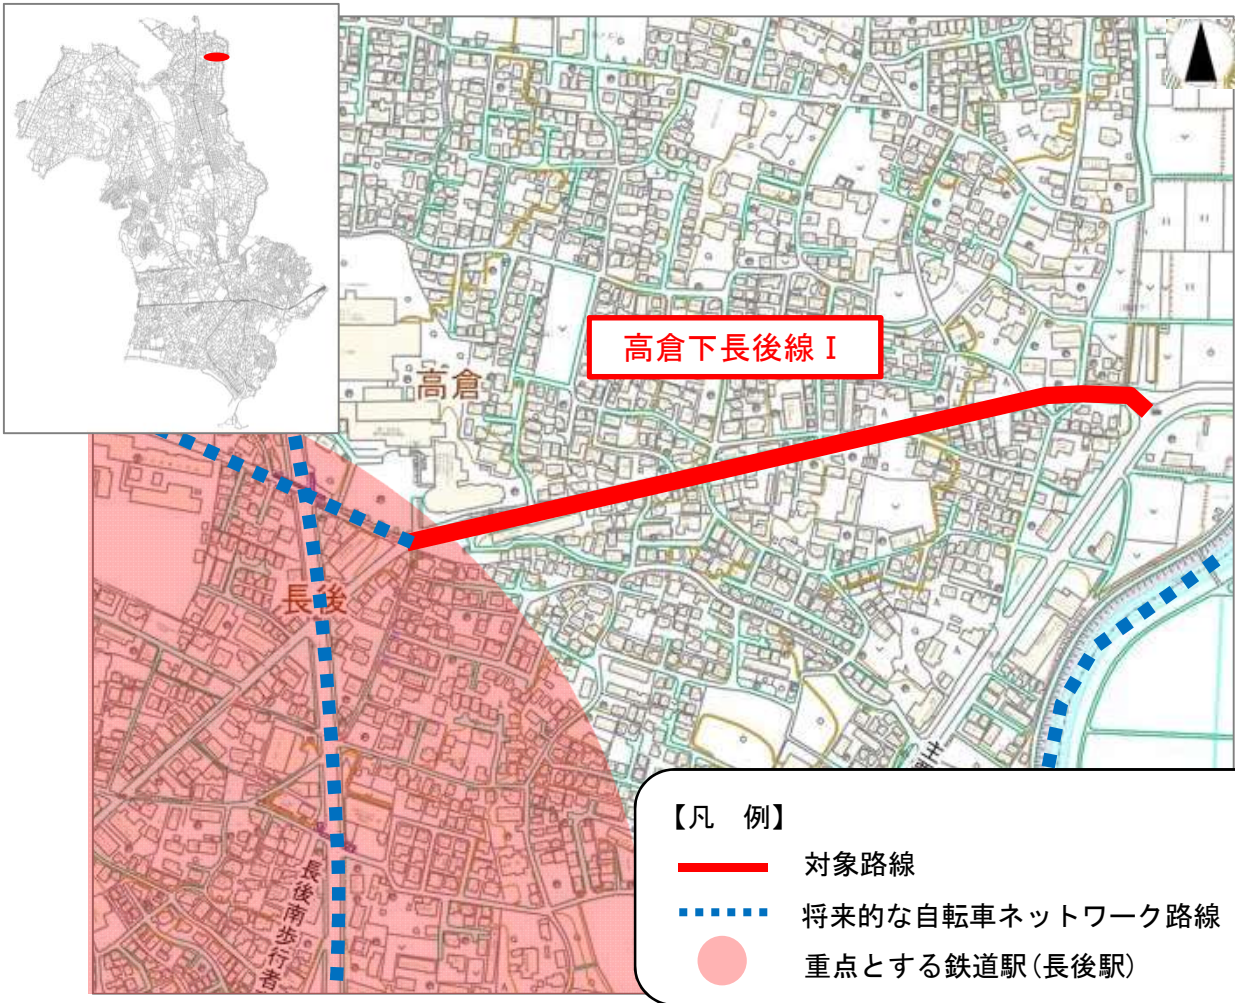 高倉下長後線Ⅰ
高倉
長後
長後南歩行者
【凡 例】
対象路線
将来的な自転車ネットワーク路線
重点とする鉄道駅(長後駅)